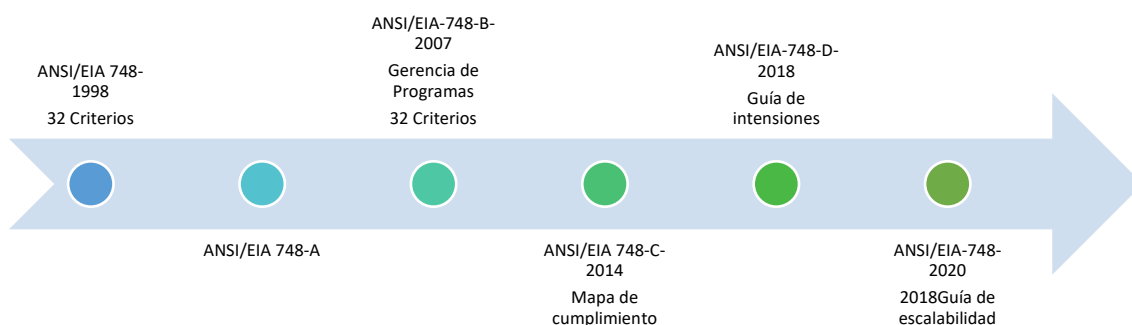 ANSI/EIA 748-
1998
32 Criterios
ANSI/EIA 748-A
ANSI/EIA-748-B-
2007
Gerencia de
Programas
32 Criterios
ANSI/EIA 748-C-
2014
Mapa de
cumplimiento
ANSI/EIA-748-D-
2018
Guía de
intensiones
ANSI/EIA-748-
2020
2018Guía de
escalabilidad